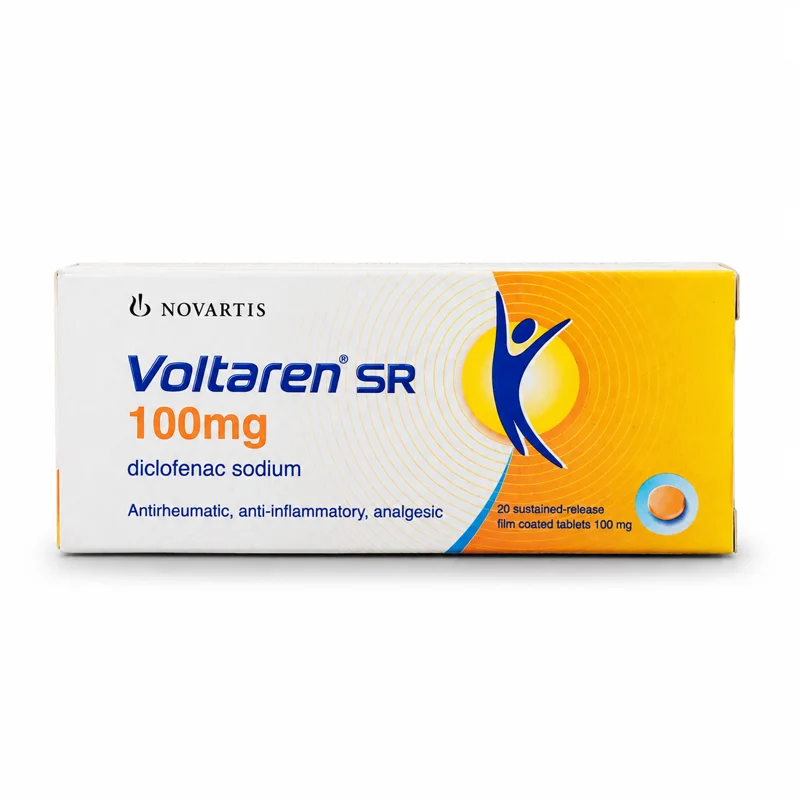 NOVARTIS
Voltaren® SR
100mg
diclofenac sodium
Antirheumatic, anti-inflammatory, analgesic
20 sustained-release
film coated tablets 100 mg